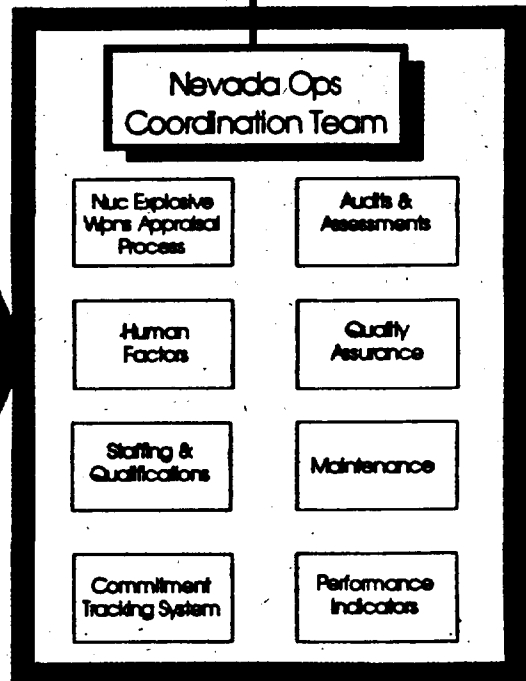 Nevada Ops
Coordination Team
Nuc Explosive
Wpns Appraisal
Process
Audits &
Assessments
Human
Factors
Quality
Assurance
Staffing &
Qualifications
Maintenance
Commitment
Tracking System
Performance
Indicators